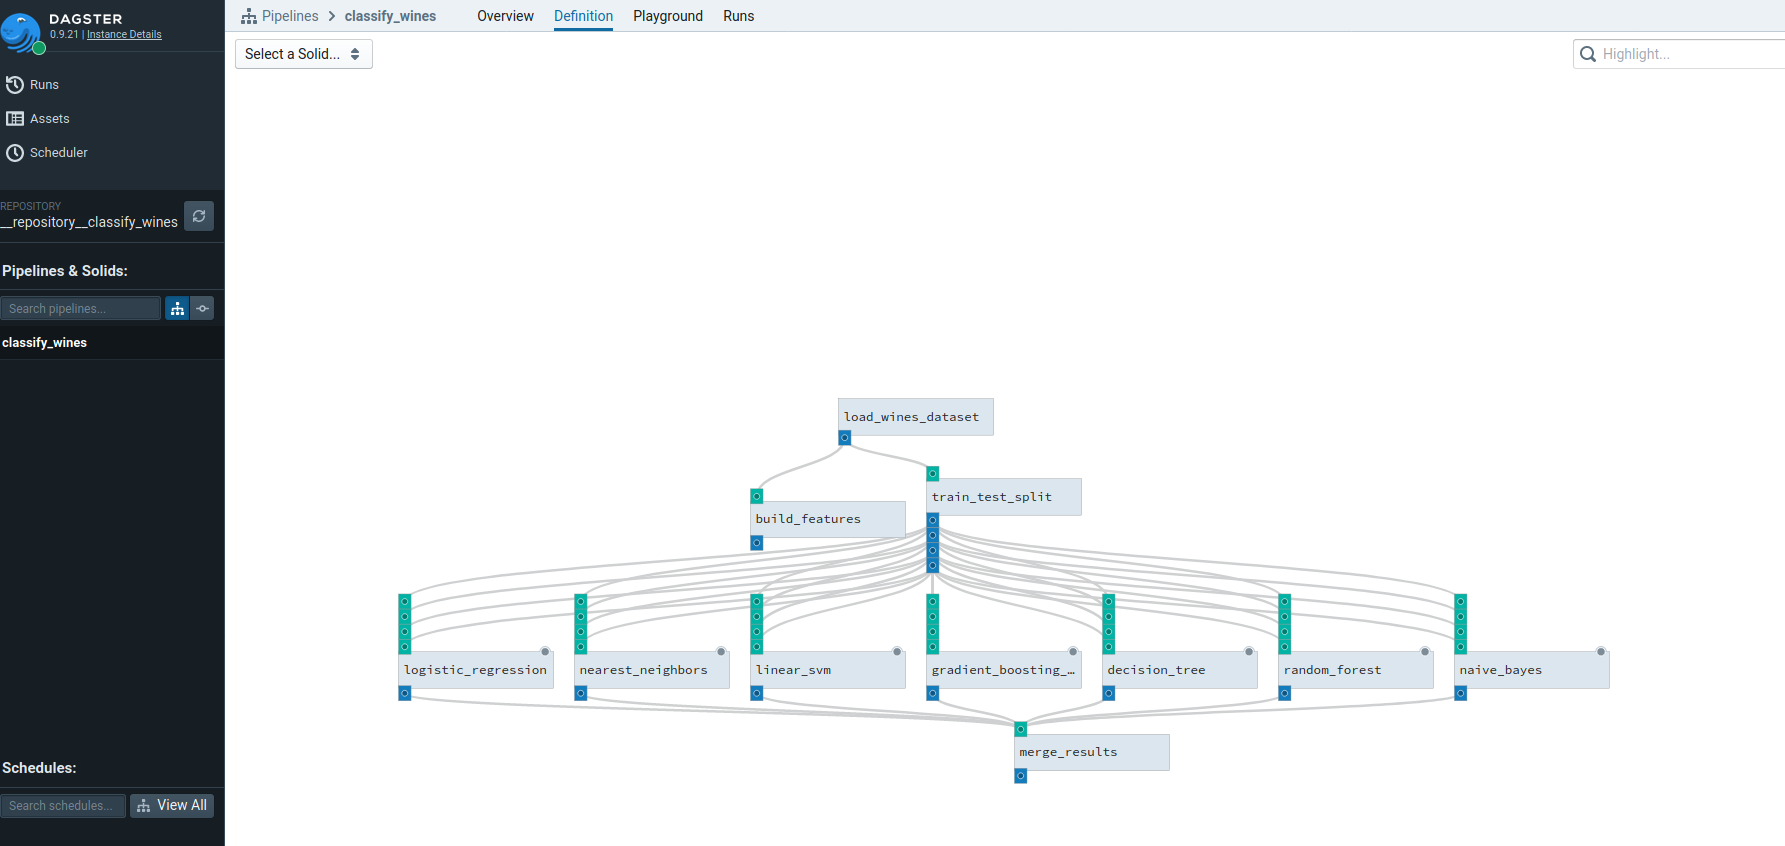 DAGSTER
0.9.21 | Instance Details
Runs
Assets
Scheduler
REPOSITORY
__repository__classify_wines
Pipelines & Solids:
Search pipelines...
classify_wines
Schedules:
Search schedules...
View All
Pipelines
classify_wines
Overview
Definition
Playground
Runs
Select a Solid...
Highlight...
load_wines_dataset
train_test_split
build_features
logistic_regression
nearest_neighbors
linear_svm
gradient_boosting_…
decision_tree
random_forest
naive_bayes
merge_results